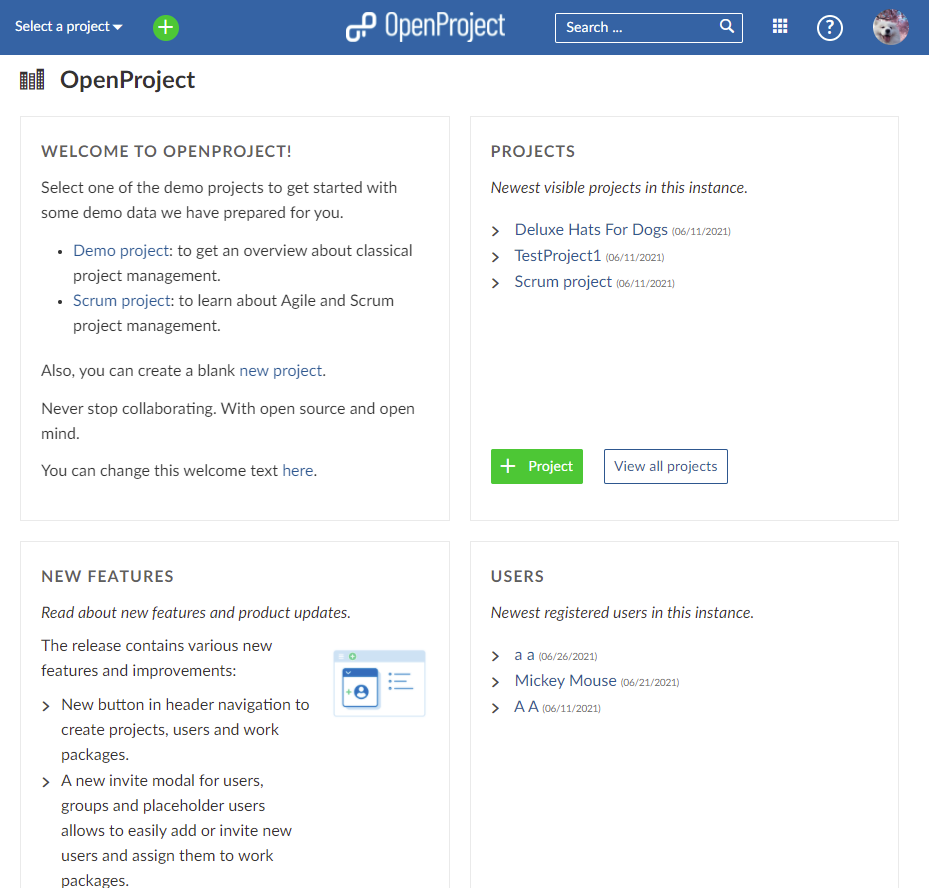 Select a project
OpenProject
Search ...
?
OpenProject
WELCOME TO OPENPROJECT!
Select one of the demo projects to get started with
some demo data we have prepared for you.
• Demo project: to get an overview about classical
project management.
• Scrum project: to learn about Agile and Scrum
project management.
Also, you can create a blank new project.
Never stop collaborating. With open source and open
mind.
You can change this welcome text here.
PROJECTS
Newest visible projects in this instance.
Deluxe Hats For Dogs (06/11/2021)
TestProject1 (06/11/2021)
Scrum project (06/11/2021)
+ Project
View all projects
NEW FEATURES
Read about new features and product updates.
The release contains various new
features and improvements:
New button in header navigation to
create projects, users and work
packages.
A new invite modal for users,
groups and placeholder users
allows to easily add or invite new
users and assign them to work
packages.
USERS
Newest registered users in this instance.
a a (06/26/2021)
Mickey Mouse (06/21/2021)
A A (06/11/2021)